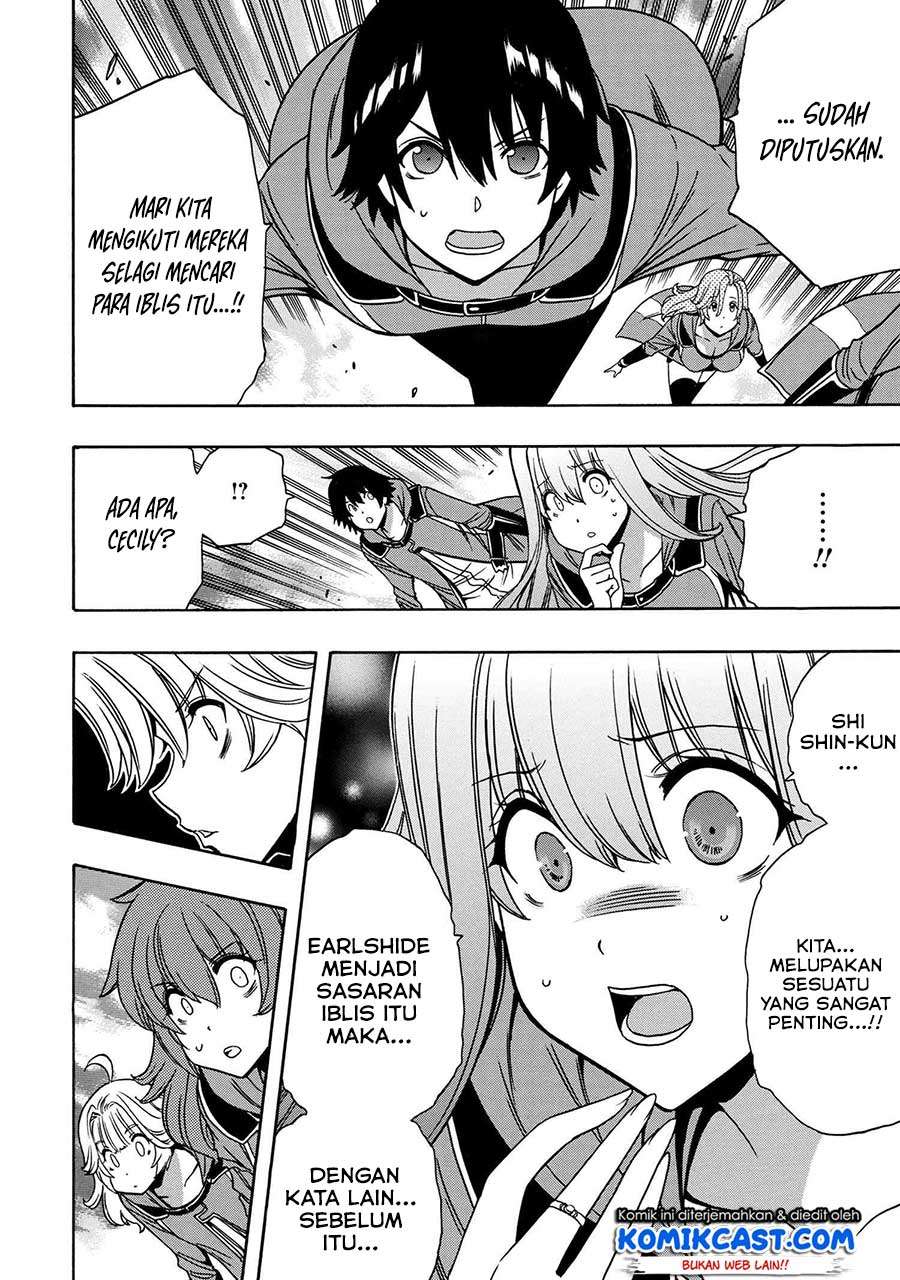 ... SUDAH
DIPUTUSKAN.
MARI KITA
MENGIKUTI MEREKA
SELAGI MENCARI
PARA IBLIS ITU...!!
......!!
!?
ADA APA,
CECILY?
SHI
SHIN-KUN
...
KITA...
MELUPAKAN
SESUATU
YANG SANGAT
PENTING...!!
EARLSHIDE
MENJADI
SASARAN
IBLIS ITU
MAKA...
DENGAN
KATA LAIN...
SEBELUM
ITU...
Komik ini diterjemahkan & diedit oleh
KOMIKCAST.COM
BUKAN WEB LAIN!!